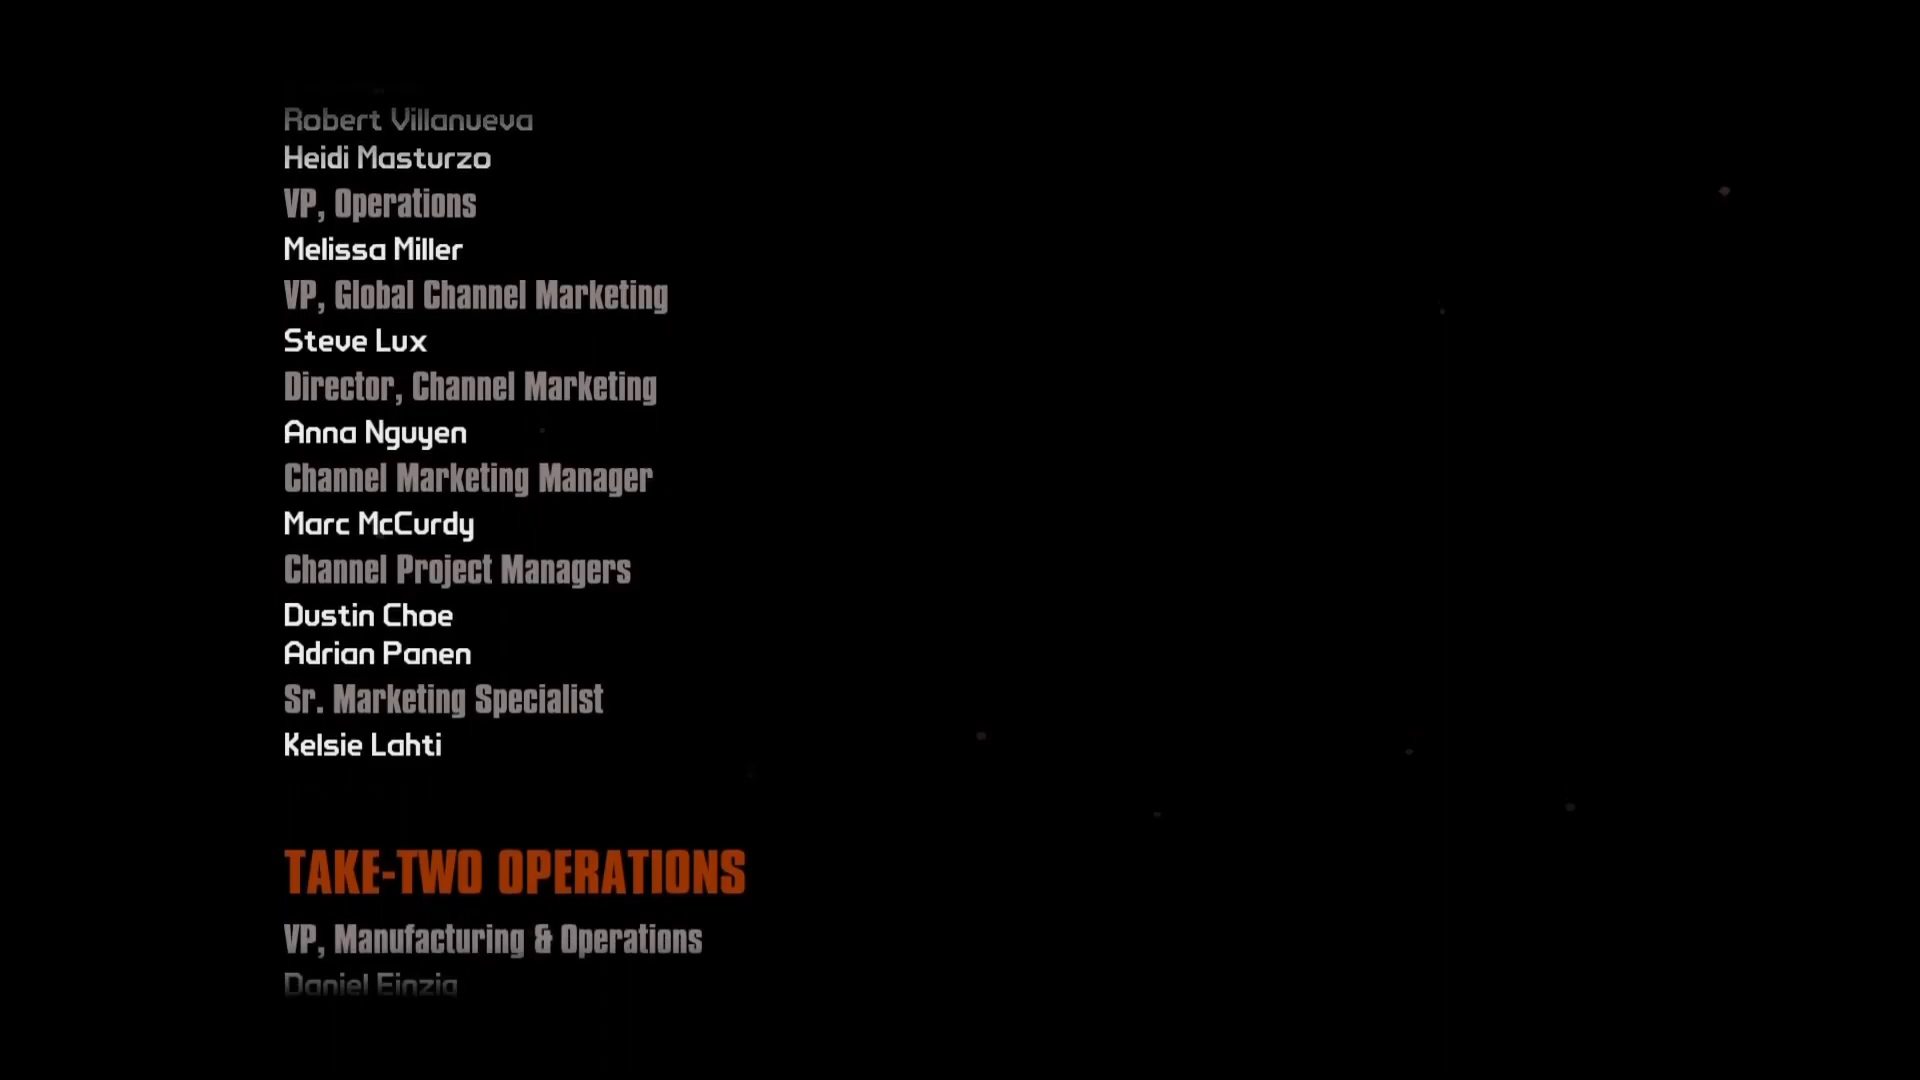 Robert Villanueva
Heidi Masturzo
VP, Operations
Melissa Miller
VP, Global Channel Marketing
Steve Lux
Director, Channel Marketing
Anna Nguyen
Channel Marketing Manager
Marc McCurdy
Channel Project Managers
Dustin Choe
Adrian Panen
Sr. Marketing Specialist
Kelsie Lahti
TAKE-TWO OPERATIONS
VP, Manufacturing & Operations
Daniel Einzig